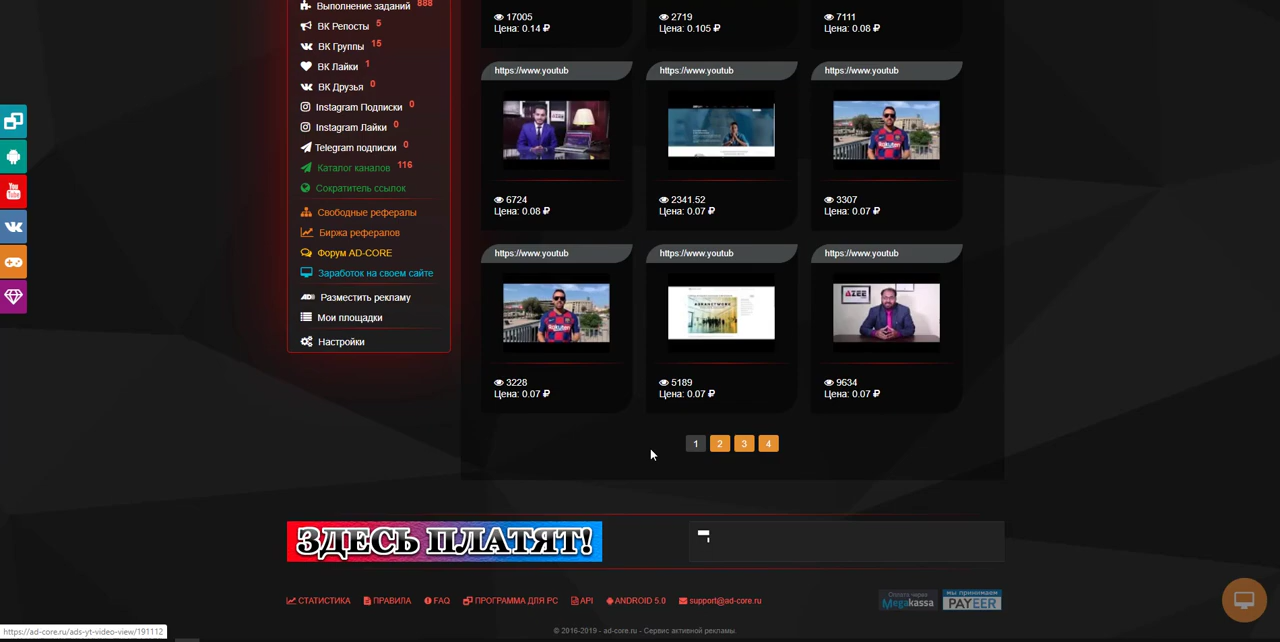 Выполнение заданий 888
ВК Репосты 5
ВК Группы 15
ВК Лайки 1
ВК Друзья 0
Instagram Подписки 0
Instagram Лайки 0
Telegram подписки 0
Каталог каналов 116
Сократитель ссылок
Свободные рефералы
Биржа рефералов
Форум AD-CORE
Заработок на своем сайте
Разместить рекламу
Мои площадки
Настройки
You Tube
17005
Цена: 0.14 ₽
2719
Цена: 0.105 ₽
7111
Цена: 0.08 ₽
https://www.youtub
https://www.youtub
https://www.youtub
6724
Цена: 0.08 ₽
2341.52
Цена: 0.07 ₽
3307
Цена: 0.07 ₽
https://www.youtub
https://www.youtub
https://www.youtub
AZEE
3228
Цена: 0.07 ₽
5189
Цена: 0.07 ₽
9634
Цена: 0.07 ₽
1 2 3 4
ЗДЕСЬ ПЛАТЯТ!
СТАТИСТИКА ПРАВИЛА FAQ ПРОГРАММА ДЛЯ PC API ANDROID 5.0 support@ad-core.ru
Оплата через
Megakassa
мы принимаем
PAYEER
© 2016-2019 - ad-core.ru - Сервис активной рекламы.
https://ad-core.ru/ads-yt-video-view/191112